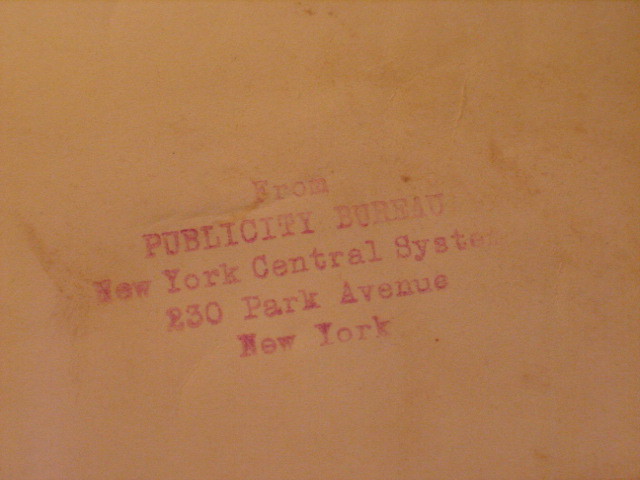 From
PUBLICITY BUREAU
New York Central System
230 Park Avenue
New York